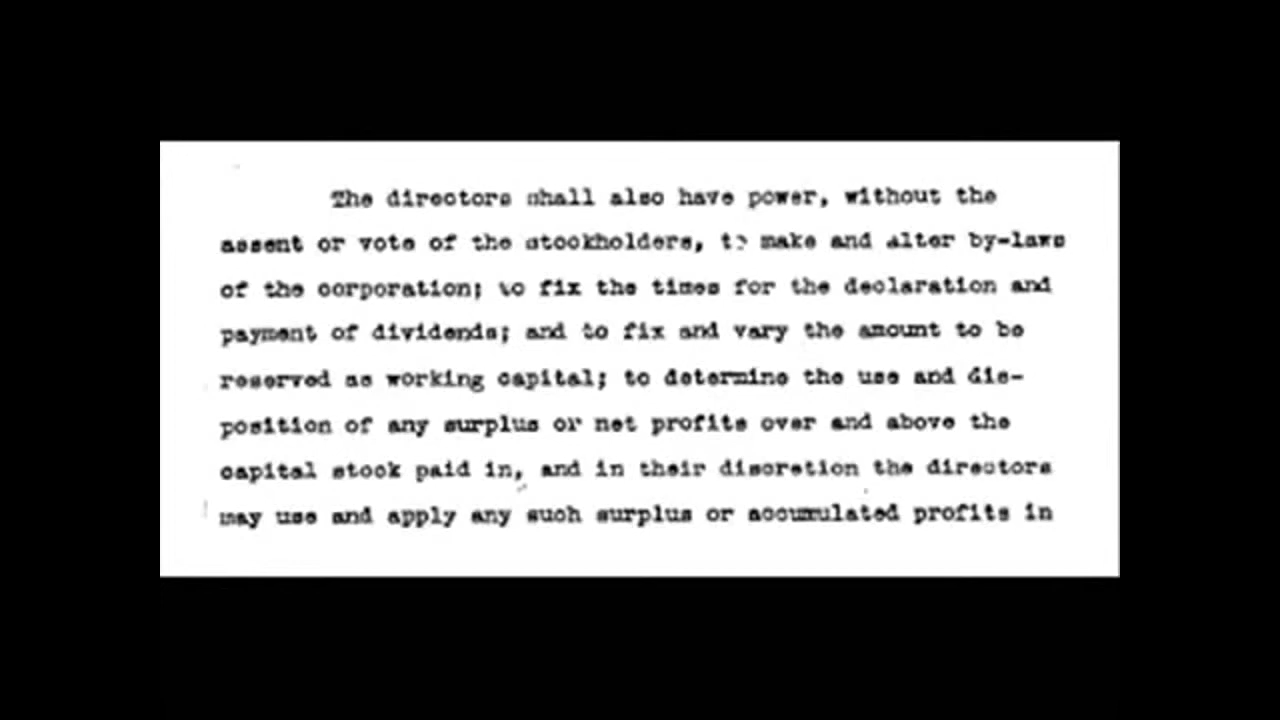 The directors shall also have power, without the
assent or vote of the stockholders, to make and alter by-laws
of the corporation; to fix the times for the declaration and
payment of dividends; and to fix and vary the amount to be
reserved as working capital; to determine the use and dis-
position of any surplus or net profits over and above the
capital stock paid in, and in their discretion the directors
may use and apply any such surplus or accumulated profits in